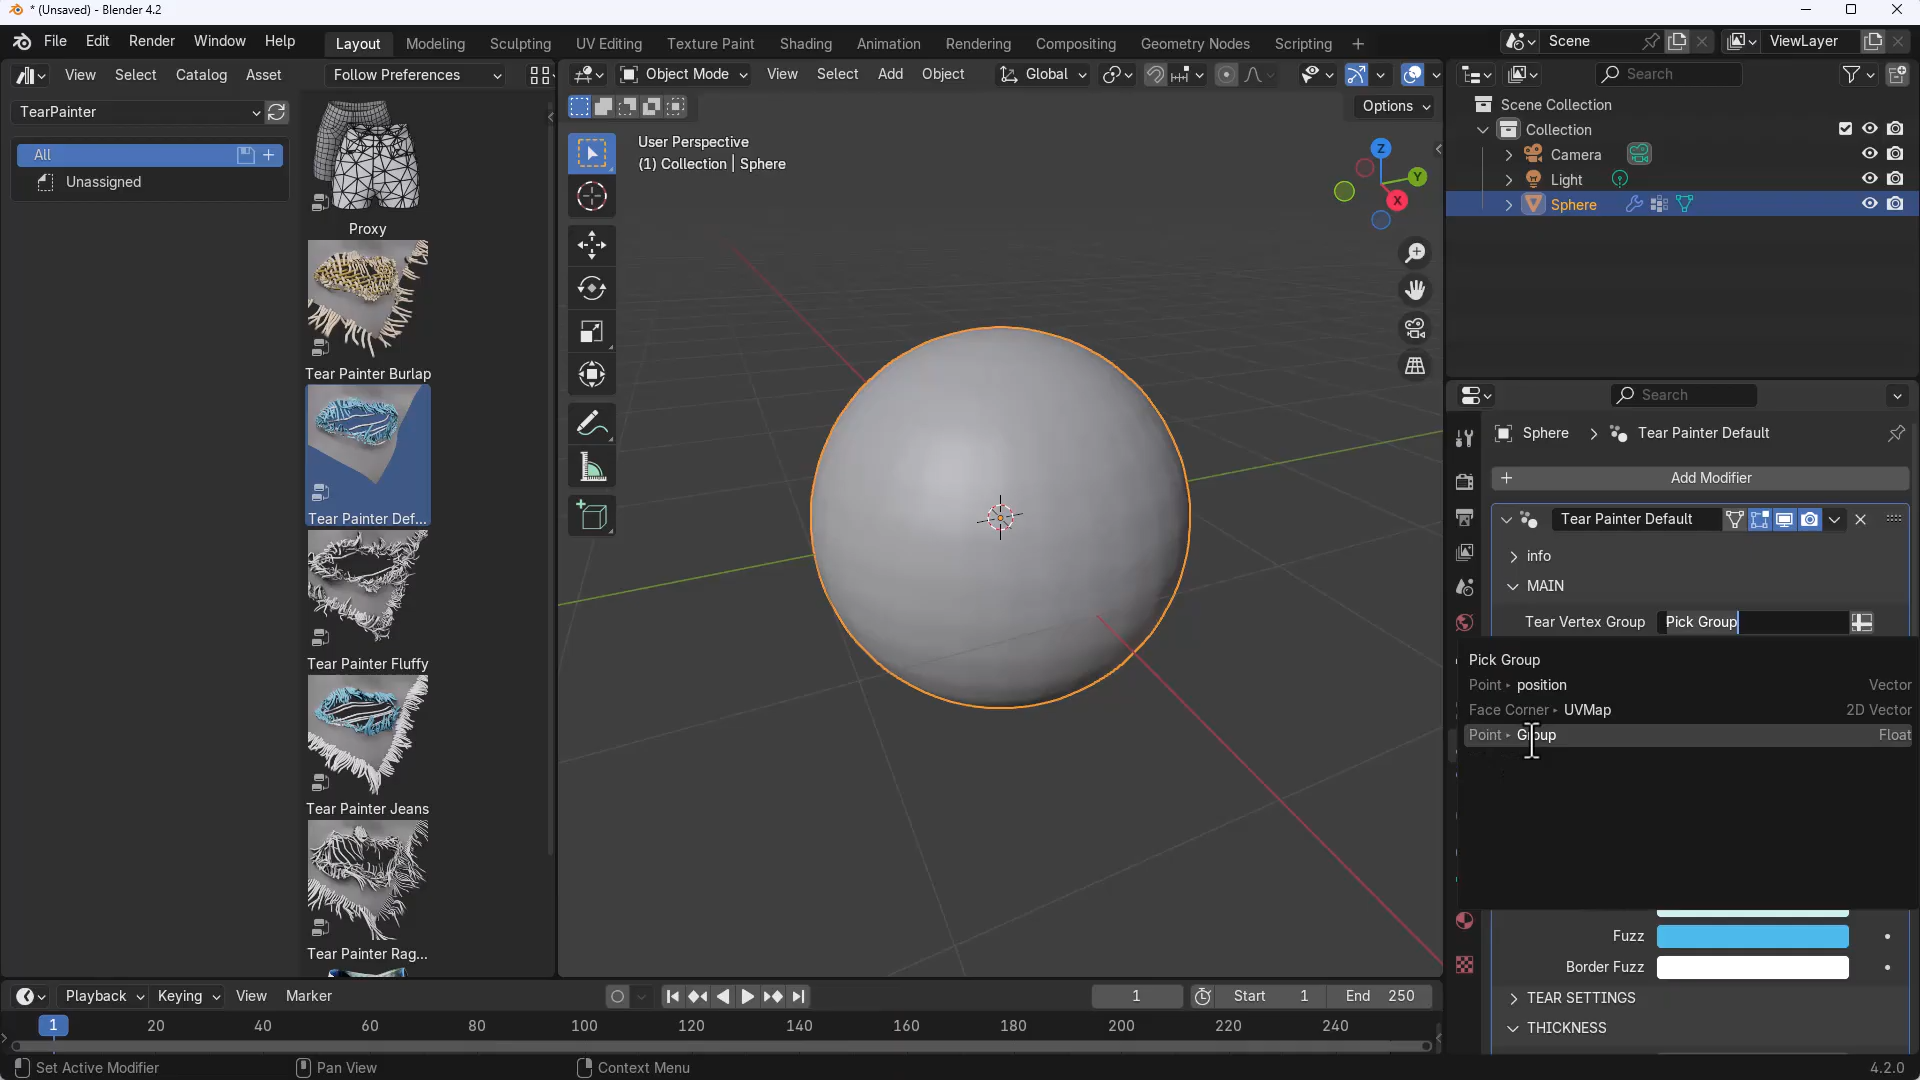 * (Unsaved) - Blender 4.2
File Edit Render Window Help Layout Modeling Sculpting UV Editing Texture Paint Shading Animation Rendering Compositing Geometry Nodes Scripting + Scene ViewLayer
View Select Catalog Asset Follow Preferences Object Mode View Select Add Object Global Search
TearPainter Options Scene Collection
Collection
All
Unassigned
Camera
Light
Sphere
User Perspective
(1) Collection | Sphere
Z
Y
X
Proxy
Tear Painter Burlap
Tear Painter Def...
Tear Painter Fluffy
Tear Painter Jeans
Tear Painter Rag...
Search
Sphere > Tear Painter Default
+ Add Modifier
Tear Painter Default
info
MAIN
Tear Vertex Group Pick Group
Pick Group
Point position Vector
Face Corner UVMap 2D Vector
Point Group Float
Fuzz
Border Fuzz
TEAR SETTINGS
THICKNESS
Playback Keying View Marker 1 Start 1 End 250
1 20 40 60 80 100 120 140 160 180 200 220 240
Set Active Modifier Pan View Context Menu 4.2.0